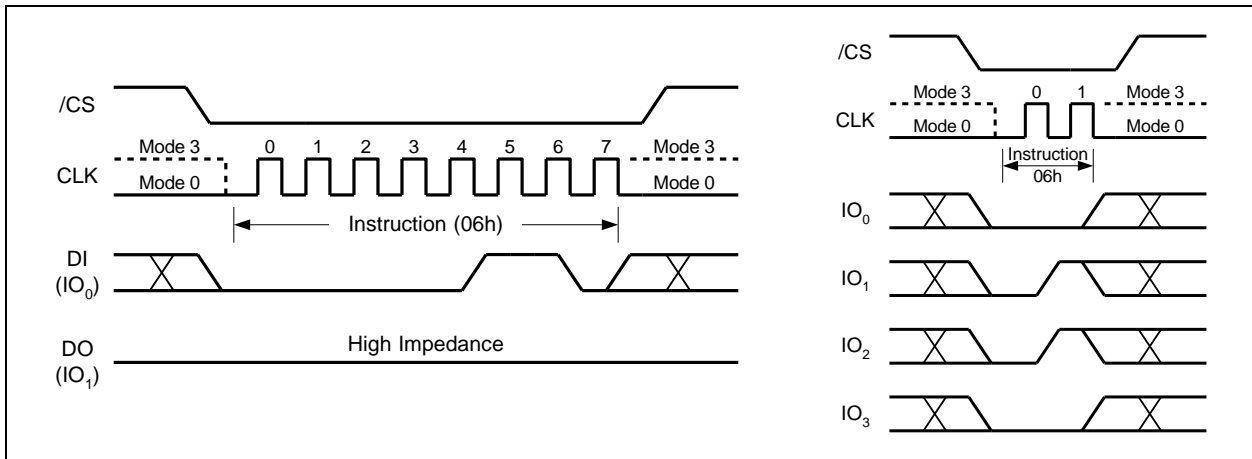 /CS
Mode 3
0 1 2 3 4 5 6 7
Mode 3
CLK
Mode 0
Mode 0
Instruction (06h)
DI
(IO0)
High Impedance
DO
(IO1)
/CS
Mode 3
0 1
Mode 3
CLK
Mode 0
Mode 0
Instruction
06h
IO0
IO1
IO2
IO3